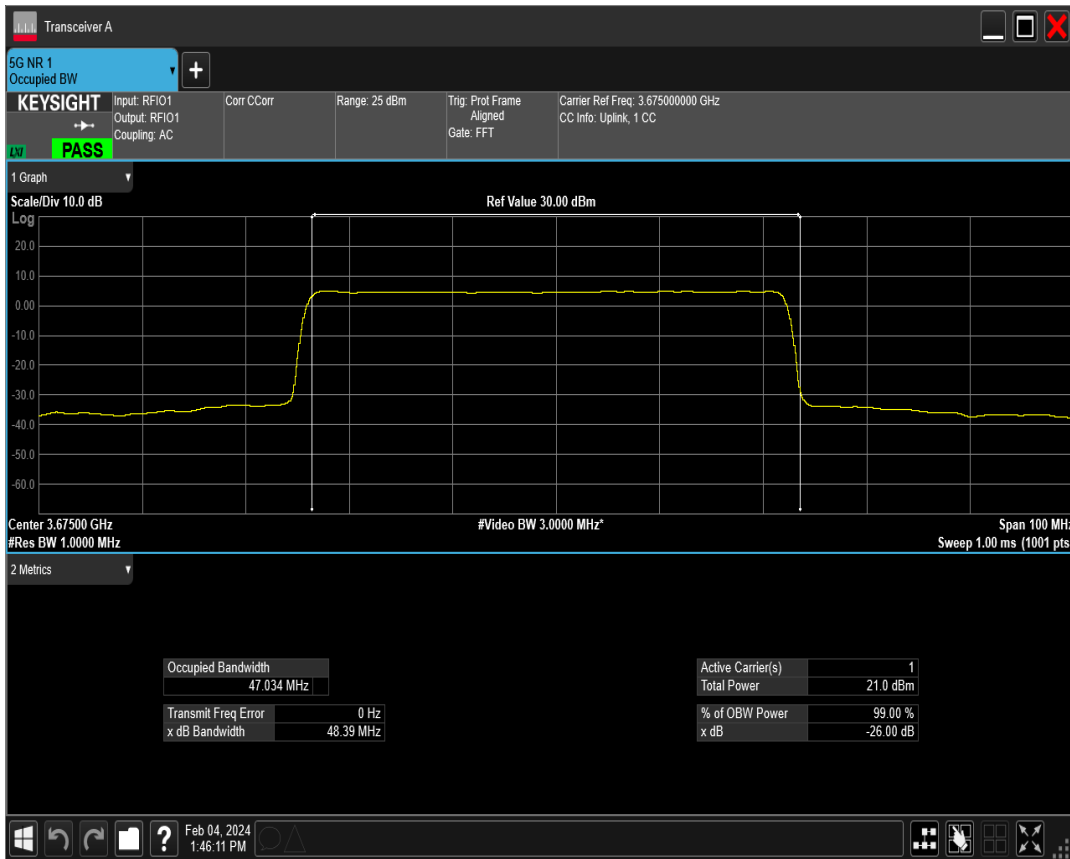 Transceiver A
5G NR 1
Occupied BW
KEYSIGHT
LXI
PASS
Input: RFIO1
Output: RFIO1
Coupling: AC
Corr CCorr
Range: 25 dBm
Trig: Prot Frame
Aligned
Gate: FFT
Carrier Ref Freq: 3.675000000 GHz
CC Info: Uplink, 1 CC
1 Graph
Scale/Div 10.0 dB
Ref Value 30.00 dBm
Log
20.0
10.0
0.00
-10.0
-20.0
-30.0
-40.0
-50.0
-60.0
Center 3.67500 GHz
#Video BW 3.0000 MHz*
Span 100 MHz
#Res BW 1.0000 MHz
Sweep 1.00 ms (1001 pts
2 Metrics
Occupied Bandwidth
47.034 MHz
Transmit Freq Error 0 Hz
x dB Bandwidth 48.39 MHz
Active Carrier(s) 1
Total Power 21.0 dBm
% of OBW Power 99.00 %
x dB -26.00 dB
?
Feb 04, 2024
1:46:11 PM